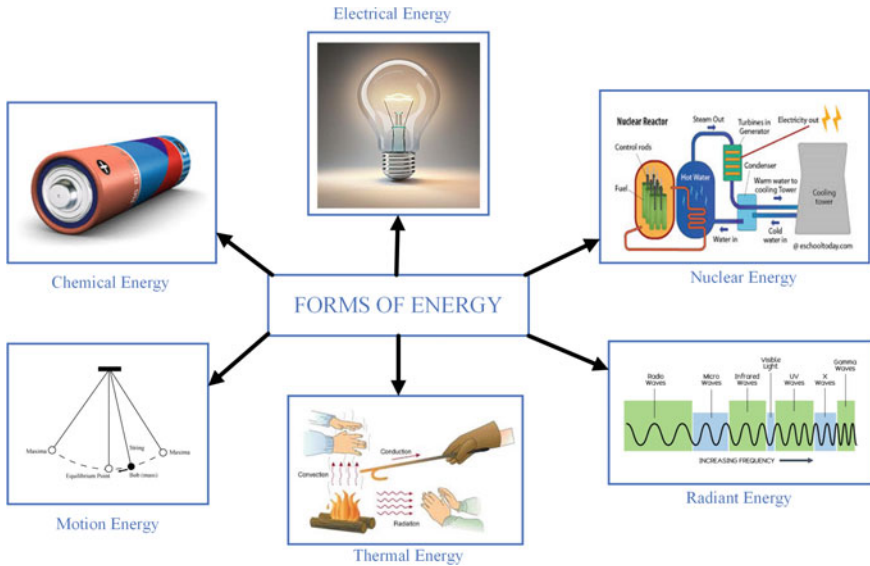 Electrical Energy
Chemical Energy
FORMS OF ENERGY
Nuclear Reactor
Control rods
Fuel
Steam Out
Hot Water
Turbines in
Generator
Electricity out
Condenser
Warm water to
cooling Tower
Cooling
tower
Water in
Cold
water in
@ eschooltoday.com
Nuclear Energy
Maxima
String
Maxima
Equilibrium Point
Bob (mass)
Motion Energy
Conduction
Convection
Radiation
Thermal Energy
Radio
Waves
Micro
Waves
Infrared
Waves
Visible
Light
UV
Waves
X
Waves
Gamma
Waves
INCREASING FREQUENCY
Radiant Energy